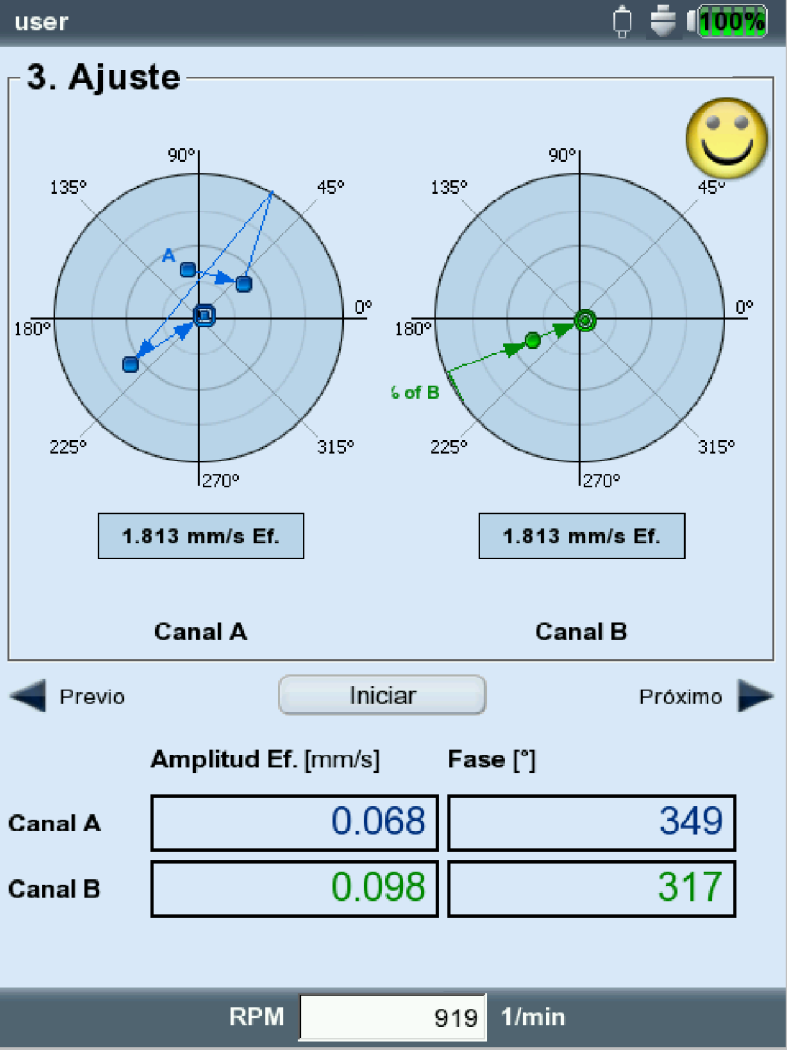 user
100%
3. Ajuste
90° 90°
135° 45° 135° 45°
A
0° 0°
180° 180°
% of B
225° 315° 225° 315°
270° 270°
1.813 mm/s Ef. 1.813 mm/s Ef.
Canal A Canal B
Previo Iniciar Próximo
Amplitud Ef. [mm/s] Fase [°]
Canal A 0.068 349
Canal B 0.098 317
RPM 919 1/min